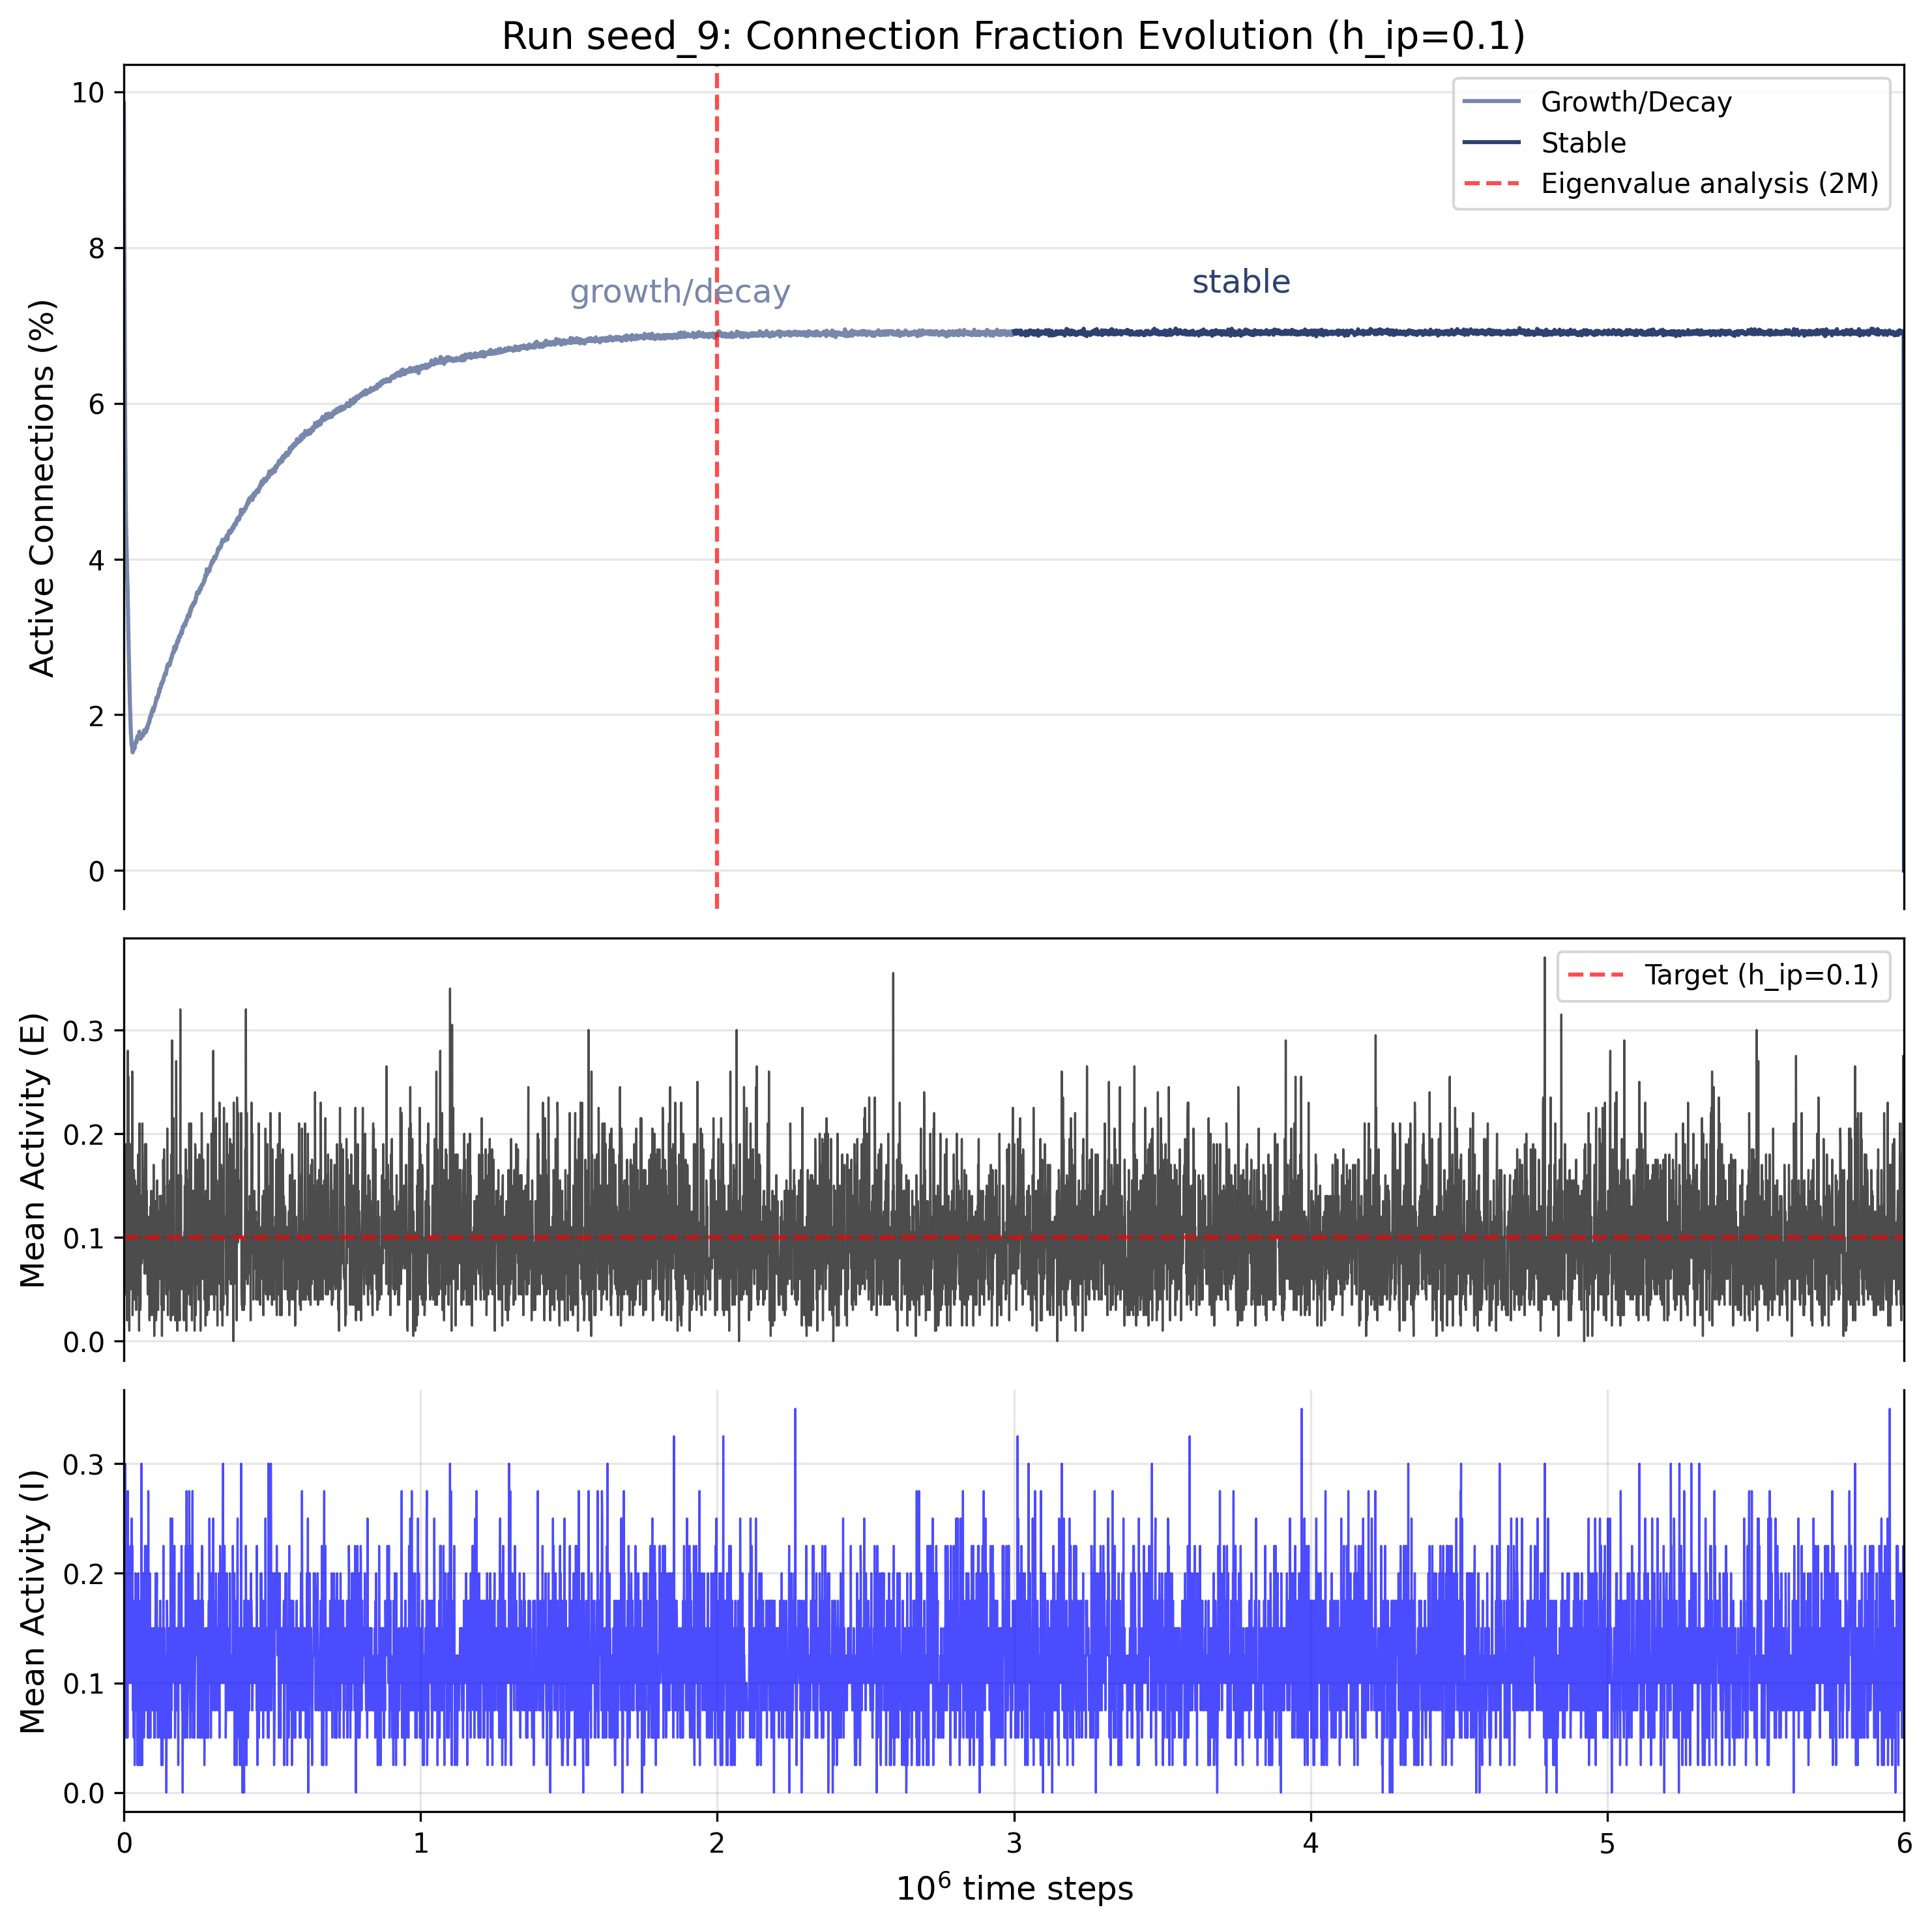 Run seed_9: Connection Fraction Evolution (h_ip=0.1)
Active Connections (%)
10
8
6
4
2
0
Growth/Decay
Stable
Eigenvalue analysis (2M)
growth/decay
stable
Mean Activity (E)
0.3
0.2
0.1
0.0
Target (h_ip=0.1)
Mean Activity (I)
0.3
0.2
0.1
0.0
0 1 2 3 4 5 6
10⁶ time steps